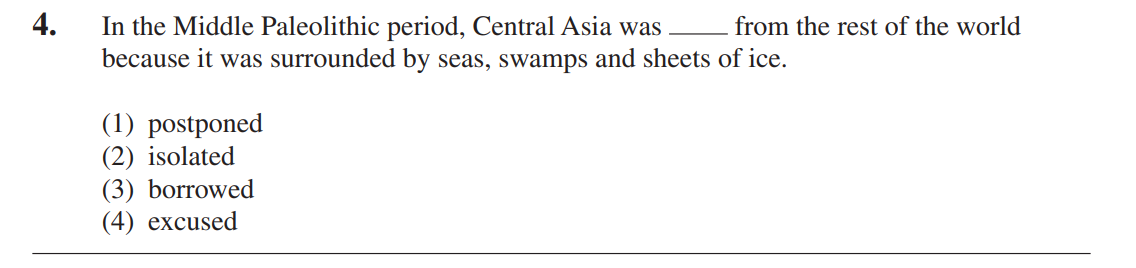 4. In the Middle Paleolithic period, Central Asia was _____ from the rest of the world
because it was surrounded by seas, swamps and sheets of ice.
(1) postponed
(2) isolated
(3) borrowed
(4) excused